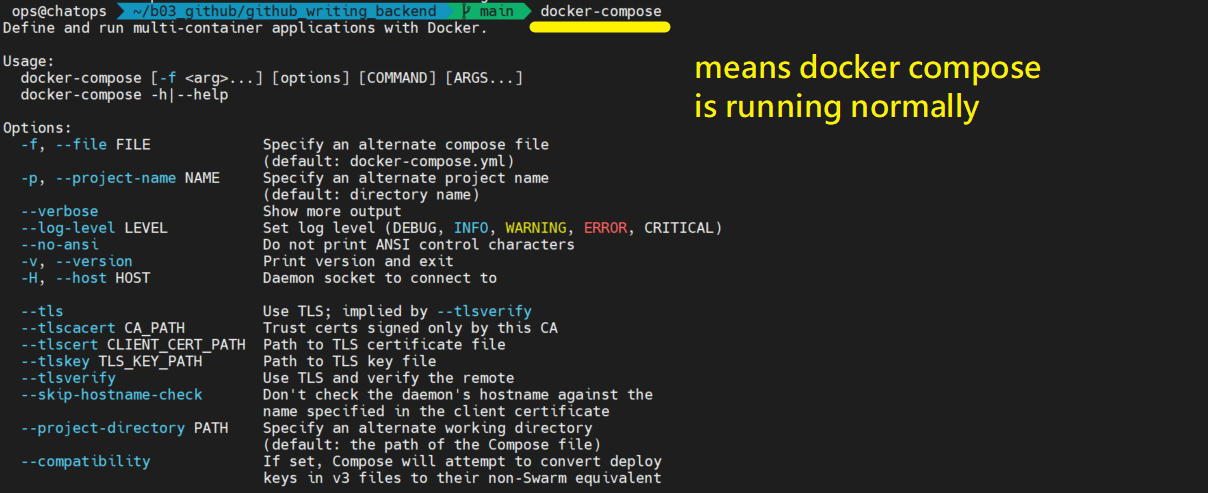 ops@chatops ~/b03_github/github_writing_backend main docker-compose
Define and run multi-container applications with Docker.
means docker compose
is running normally
Usage:
docker-compose [-f <arg>...] [options] [COMMAND] [ARGS...]
docker-compose -h|--help
Options:
-f, --file FILE Specify an alternate compose file
(default: docker-compose.yml)
-p, --project-name NAME Specify an alternate project name
(default: directory name)
--verbose Show more output
--log-level LEVEL Set log level (DEBUG, INFO, WARNING, ERROR, CRITICAL)
--no-ansi Do not print ANSI control characters
-v, --version Print version and exit
-H, --host HOST Daemon socket to connect to
--tls Use TLS; implied by --tlsverify
--tlscacert CA_PATH Trust certs signed only by this CA
--tlscert CLIENT_CERT_PATH Path to TLS certificate file
--tlskey TLS_KEY_PATH Path to TLS key file
--tlsverify Use TLS and verify the remote
--skip-hostname-check Don't check the daemon's hostname against the
name specified in the client certificate
--project-directory PATH Specify an alternate working directory
(default: the path of the Compose file)
--compatibility If set, Compose will attempt to convert deploy
keys in v3 files to their non-Swarm equivalent